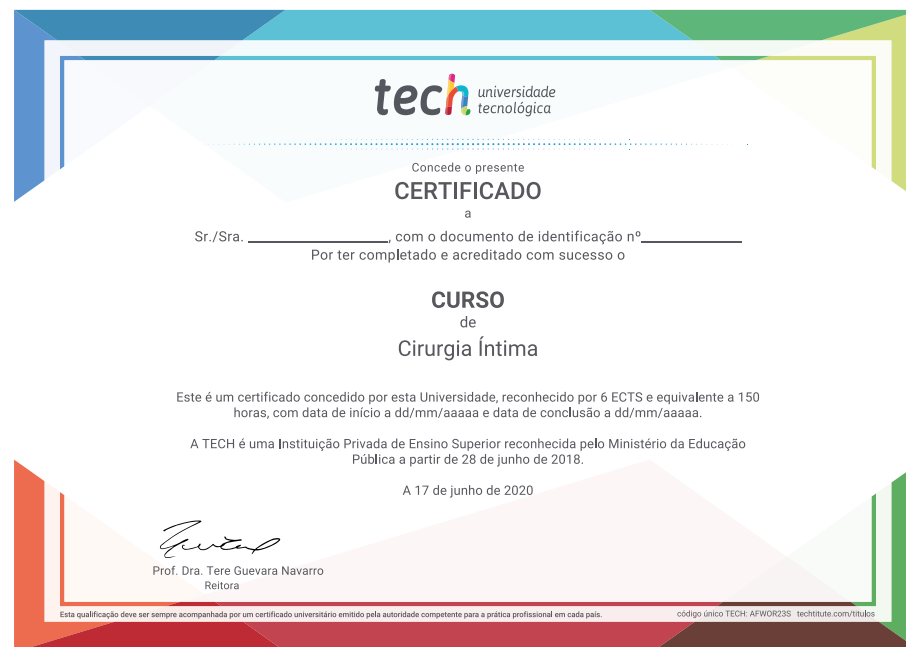 tech universidade
tecnológica
Concede o presente
CERTIFICADO
a
Sr./Sra. ____________, com o documento de identificação nº____________
Por ter completado e acreditado com sucesso o
CURSO
de
Cirurgia Íntima
Este é um certificado concedido por esta Universidade, reconhecido por 6 ECTS e equivalente a 150
horas, com data de início a dd/mm/aaaaa e data de conclusão a dd/mm/aaaaa.
A TECH é uma Instituição Privada de Ensino Superior reconhecida pelo Ministério da Educação
Pública a partir de 28 de junho de 2018.
A 17 de junho de 2020
Prof. Dra. Tere Guevara Navarro
Reitora
Esta qualificação deve ser sempre acompanhada por um certificado universitário emitido pela autoridade competente para a prática profissional em cada país.
código único TECH: AFWOR23S techtitute.com/titulos